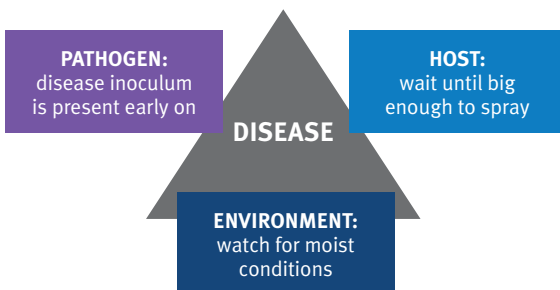 PATHOGEN:
disease inoculum
is present early on
HOST:
wait until big
enough to spray
DISEASE
ENVIRONMENT:
watch for moist
conditions